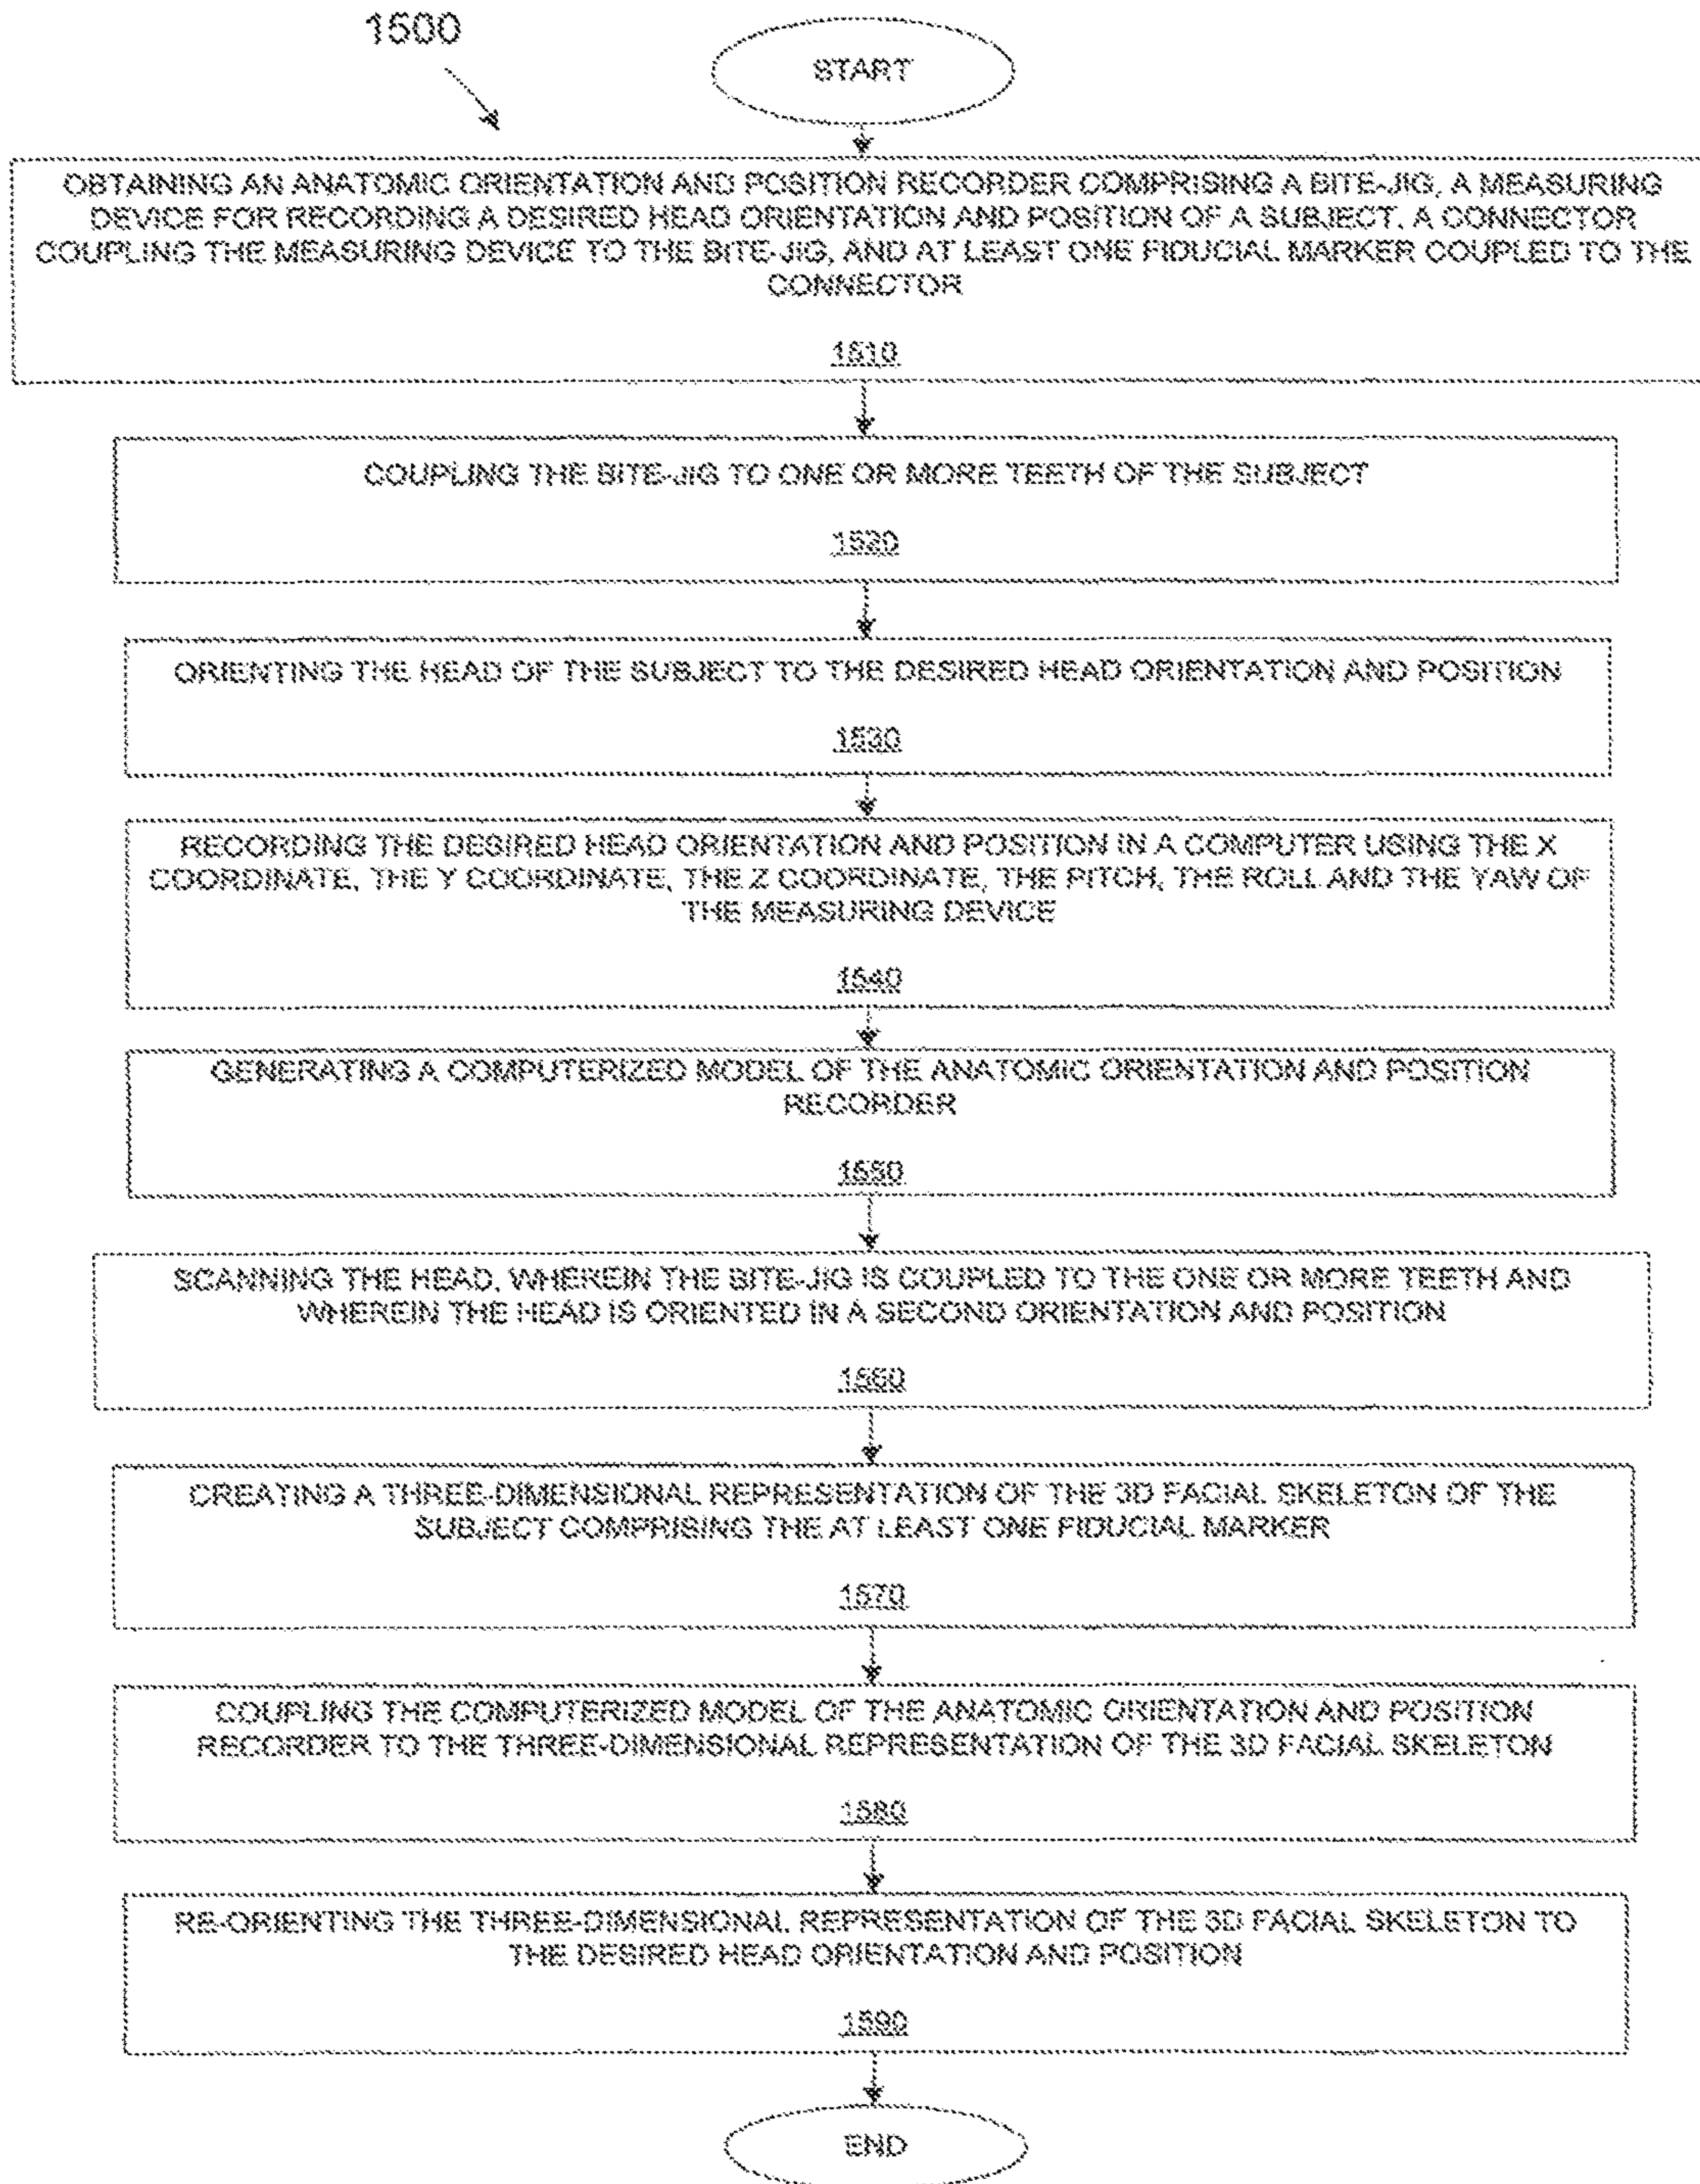 1500
START
OBTAINING AN ANATOMIC ORIENTATION AND POSITION RECORDER COMPRISING A BITE-JIG, A MEASURING
DEVICE FOR RECORDING A DESIRED HEAD ORIENTATION AND POSITION OF A SUBJECT, A CONNECTOR
COUPLING THE MEASURING DEVICE TO THE BITE-JIG, AND AT LEAST ONE FIDUCIAL MARKER COUPLED TO THE
CONNECTOR
1510
COUPLING THE BITE-JIG TO ONE OR MORE TEETH OF THE SUBJECT
1520
ORIENTING THE HEAD OF THE SUBJECT TO THE DESIRED HEAD ORIENTATION AND POSITION
1530
RECORDING THE DESIRED HEAD ORIENTATION AND POSITION IN A COMPUTER USING THE X
COORDINATE, THE Y COORDINATE, THE Z COORDINATE, THE PITCH, THE ROLL AND THE YAW OF
THE MEASURING DEVICE
1540
GENERATING A COMPUTERIZED MODEL OF THE ANATOMIC ORIENTATION AND POSITION
RECORDER
1550
SCANNING THE HEAD, WHEREIN THE BITE-JIG IS COUPLED TO THE ONE OR MORE TEETH AND
WHEREIN THE HEAD IS ORIENTED IN A SECOND ORIENTATION AND POSITION
1560
CREATING A THREE-DIMENSIONAL REPRESENTATION OF THE 3D FACIAL SKELETON OF THE
SUBJECT COMPRISING THE AT LEAST ONE FIDUCIAL MARKER
1570
COUPLING THE COMPUTERIZED MODEL OF THE ANATOMIC ORIENTATION AND POSITION
RECORDER TO THE THREE-DIMENSIONAL REPRESENTATION OF THE 3D FACIAL SKELETON
1580
RE-ORIENTING THE THREE-DIMENSIONAL REPRESENTATION OF THE 3D FACIAL SKELETON TO
THE DESIRED HEAD ORIENTATION AND POSITION
1590
END